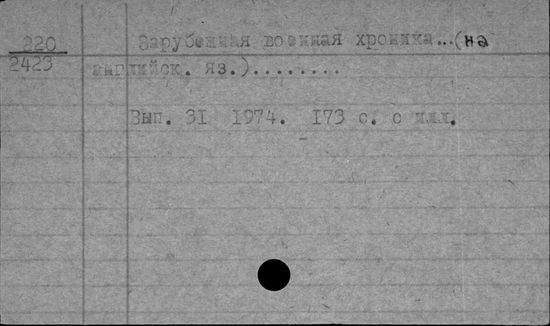 220 Зарубежная военная хроника...(на
2423 английск. яз.)........
Вып. 31 1974. 173 с. с илл.